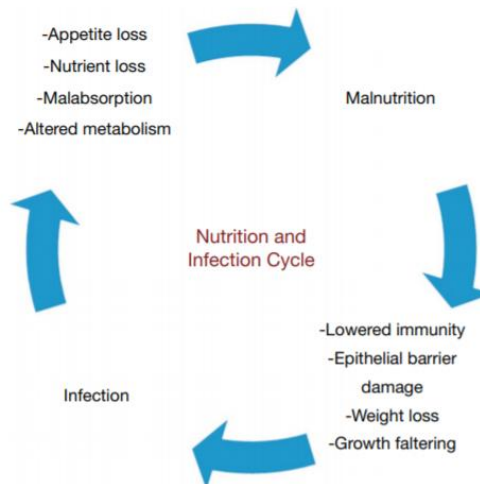 -Appetite loss
-Nutrient loss
-Malabsorption
-Altered metabolism
Malnutrition
Nutrition and
Infection Cycle
-Lowered immunity
-Epithelial barrier
damage
-Weight loss
-Growth faltering
Infection